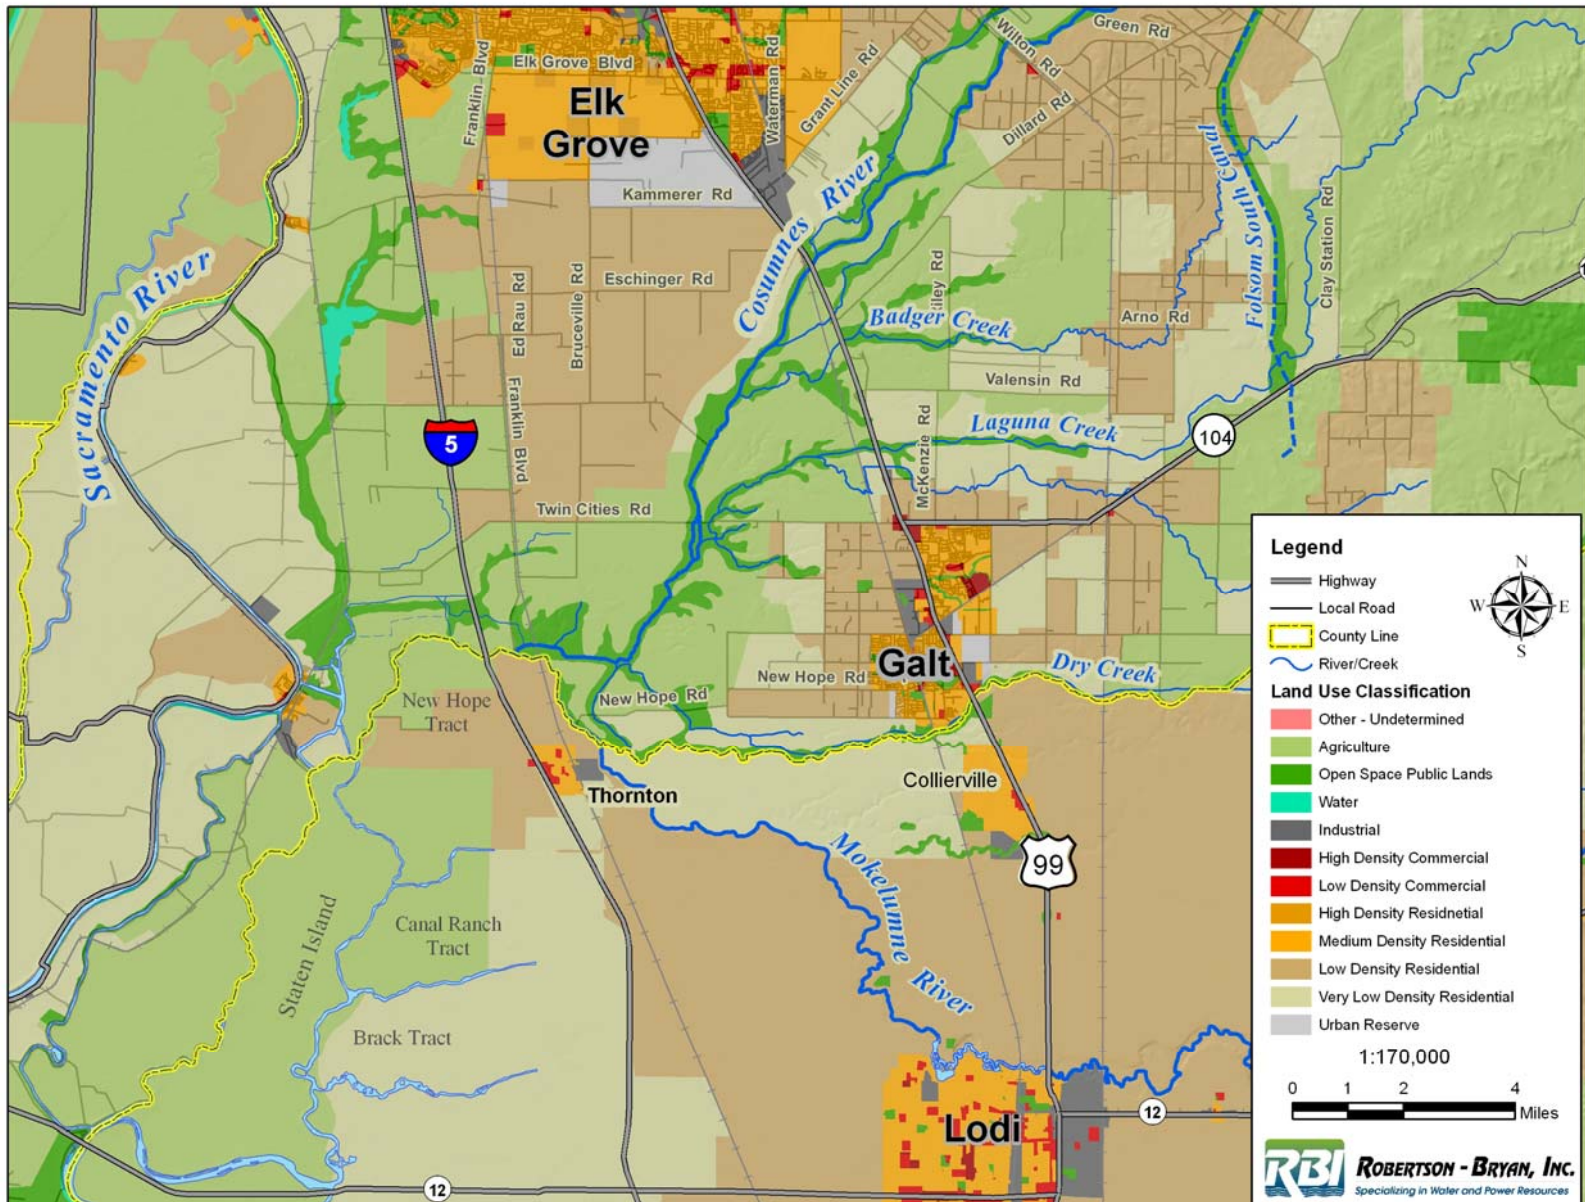 Elk Grove Blvd
Franklin Blvd
Waterman Rd
Grant Line Rd
Wilton Rd
Green Rd
Dillard Rd
Elk
Grove
Kammerer Rd
Cosumnes River
Folsom South Canal
Clay Station Rd
Sacramento River
Ed Rau Rd
Bruceville Rd
Eschinger Rd
Badger Creek
Arno Rd
Valensin Rd
Franklin Blvd
5
McKenzie Rd
Laguna Creek
104
Twin Cities Rd
Galt
New Hope Rd
New Hope Rd
Dry Creek
New Hope
Tract
Thornton
Collierville
99
Mokelumne River
Staten Island
Canal Ranch
Tract
Brack Tract
Lodi
12
12
Legend
Highway
Local Road
County Line
River/Creek
N
W
E
S
Land Use Classification
Other - Undetermined
Agriculture
Open Space Public Lands
Water
Industrial
High Density Commercial
Low Density Commercial
High Density Residnetial
Medium Density Residential
Low Density Residential
Very Low Density Residential
Urban Reserve
1:170,000
0 1 2 4
Miles
RBI ROBERTSON - BRYAN, INC.
Specializing in Water and Power Resources